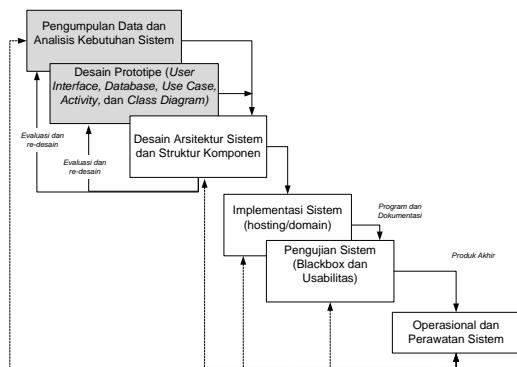 Pengumpulan Data dan
Analisis Kebutuhan Sistem
Desain Prototipe (User
Interface, Database, Use Case,
Activity, dan Class Diagram)
Evaluasi dan
re-desain
Evaluasi dan
re-desain
Desain Arsitektur Sistem
dan Struktur Komponen
Implementasi Sistem
(hosting/domain)
Program dan
Dokumentasi
Pengujian Sistem
(Blackbox dan
Usabilitas)
Produk Akhir
Operasional dan
Perawatan Sistem